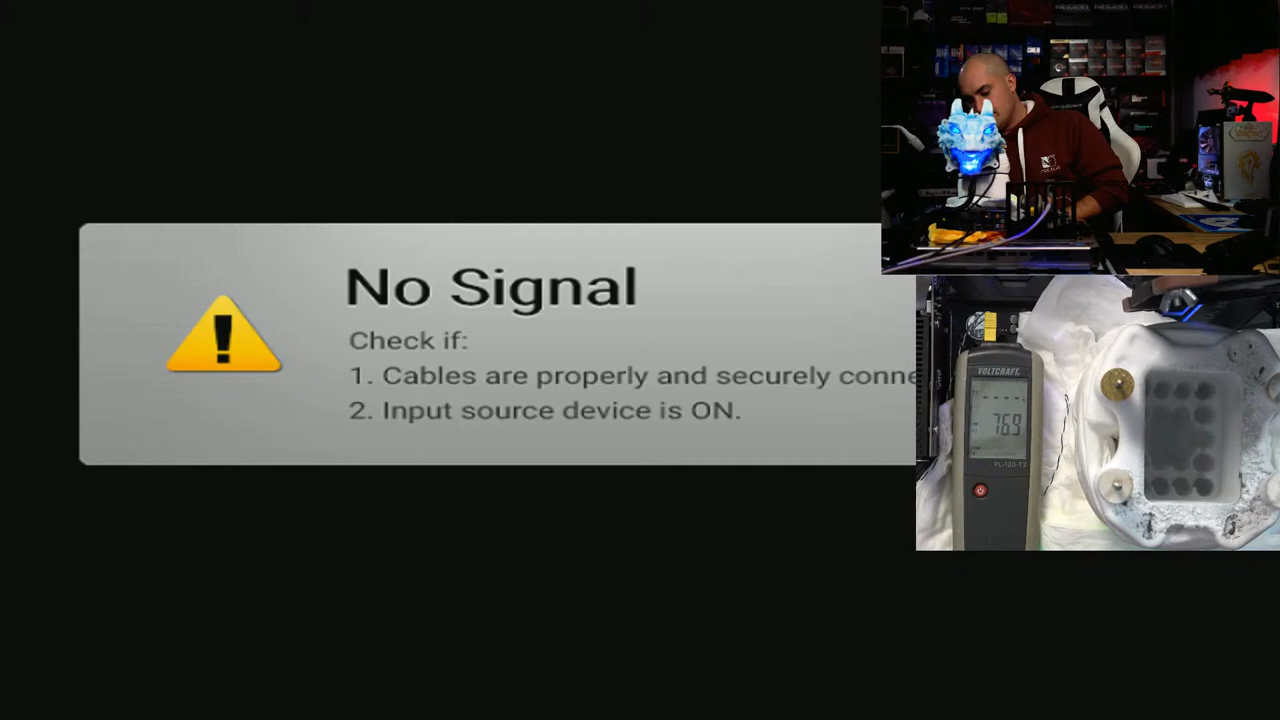 No Signal
Check if:
1. Cables are properly and securely conne
2. Input source device is ON.
VOLTCRAFT.
76.9
PL-120-T2